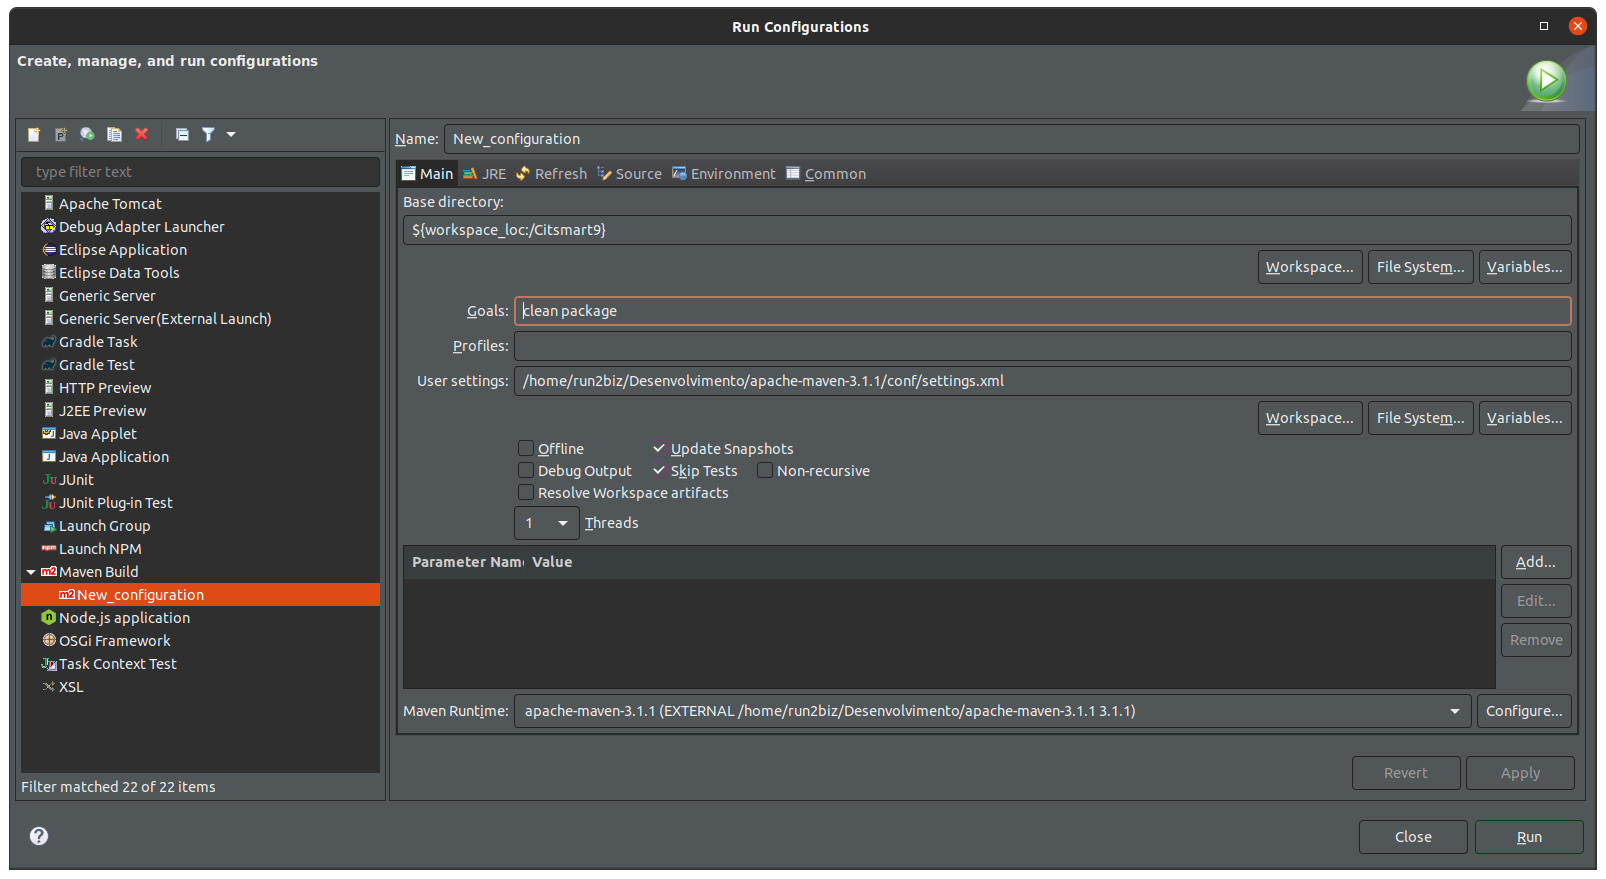 Run Configurations
Create, manage, and run configurations
type filter text
Apache Tomcat
Debug Adapter Launcher
Eclipse Application
Eclipse Data Tools
Generic Server
Generic Server(External Launch)
Gradle Task
Gradle Test
HTTP Preview
J2EE Preview
Java Applet
Java Application
JUnit
JUnit Plug-in Test
Launch Group
Launch NPM
Maven Build
New_configuration
Node.js application
OSGi Framework
Task Context Test
XSL
Filter matched 22 of 22 items
Name: New_configuration
Main JRE Refresh Source Environment Common
Base directory:
${workspace_loc:/Citsmart9}
Workspace... File System... Variables...
Goals: clean package
Profiles:
User settings: /home/run2biz/Desenvolvimento/apache-maven-3.1.1/conf/settings.xml
Workspace... File System... Variables...
Offline Update Snapshots
Debug Output Skip Tests Non-recursive
Resolve Workspace artifacts
1 Threads
Parameter Name Value
Add...
Edit...
Remove
Maven Runtime: apache-maven-3.1.1 (EXTERNAL /home/run2biz/Desenvolvimento/apache-maven-3.1.1 3.1.1) Configure...
Revert Apply
Close Run